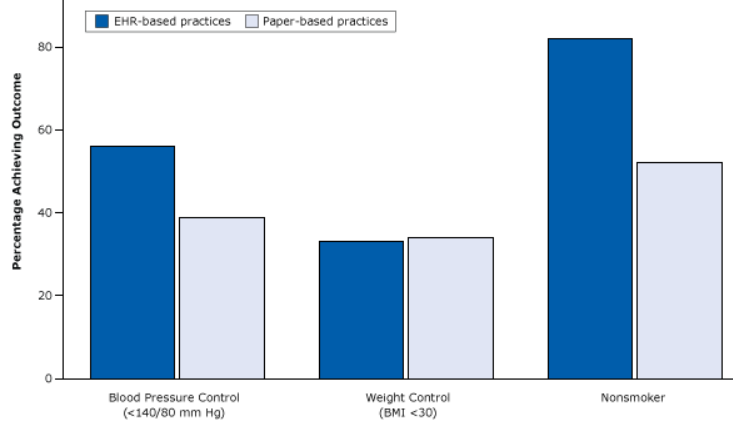 EHR-based practices Paper-based practices
Percentage Achieving Outcome
80
60
40
20
0
Blood Pressure Control
(<140/80 mm Hg)
Weight Control
(BMI <30)
Nonsmoker